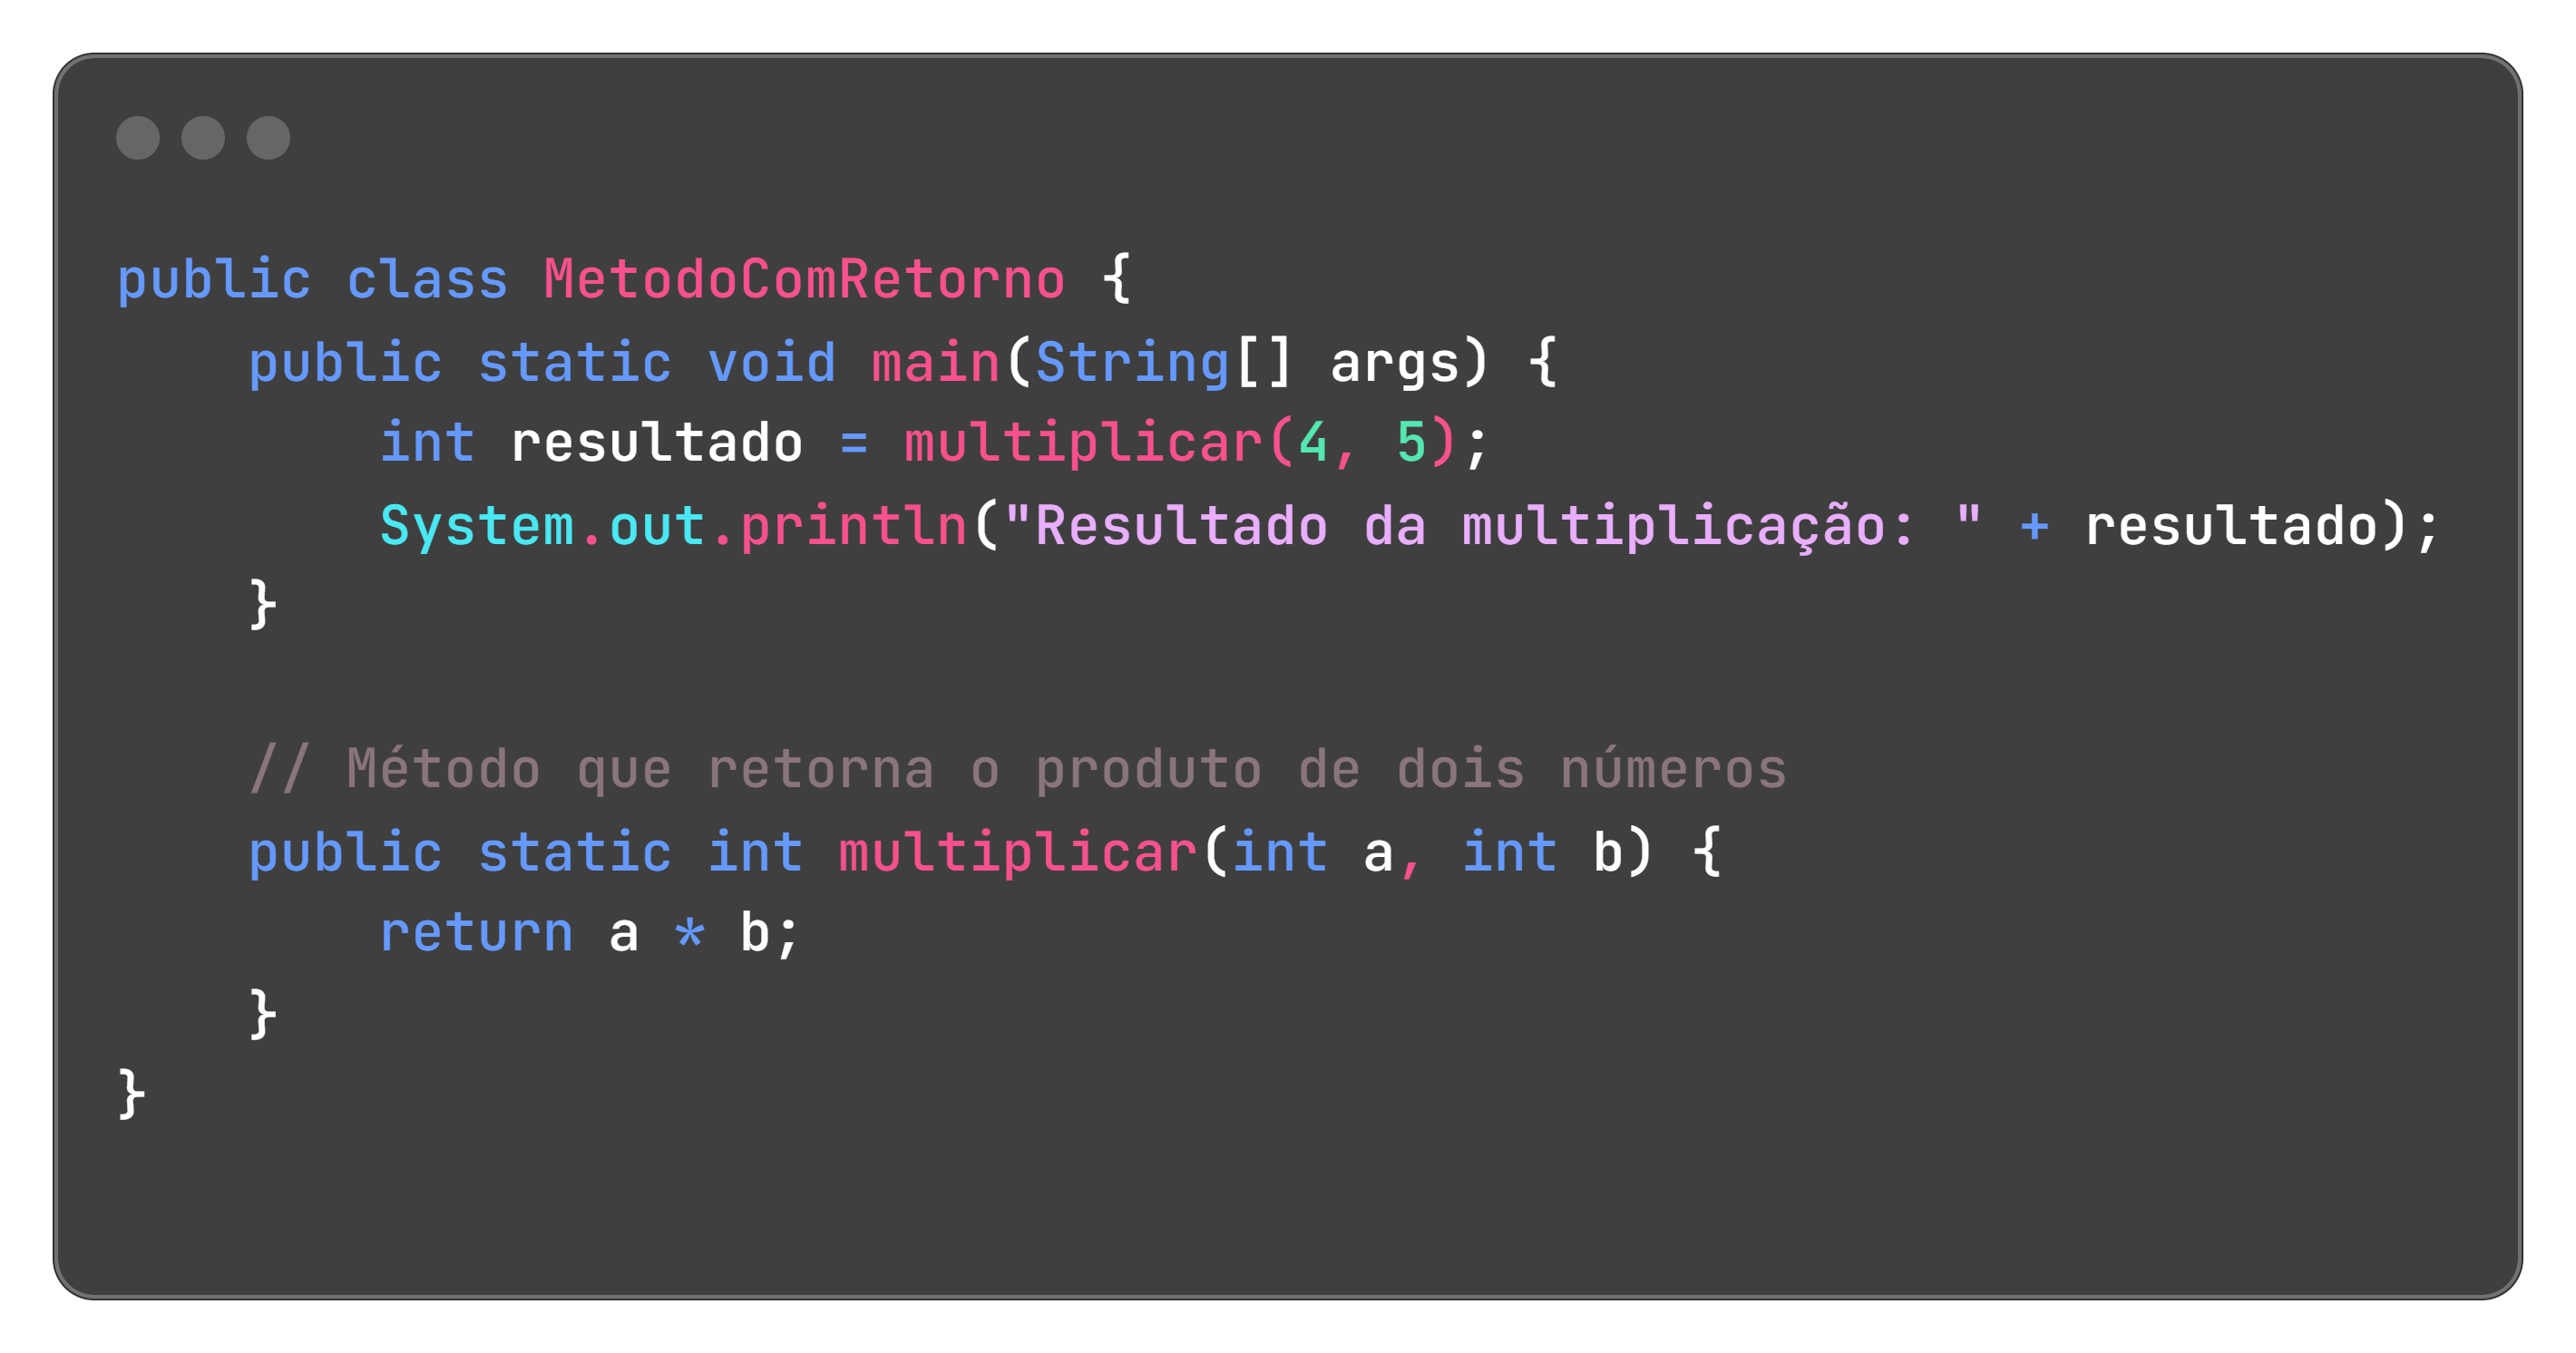 public class MetodoComRetorno {
    public static void main(String[] args) {
        int resultado = multiplicar(4, 5);
        System.out.println("Resultado da multiplicação: " + resultado);
    }

    // Método que retorna o produto de dois números
    public static int multiplicar(int a, int b) {
        return a * b;
    }
}